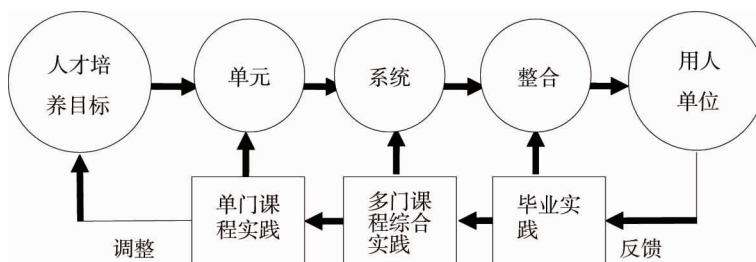 人才培
养目标
单元
系统
整合
用人
单位
单门课
程实践
多门课
程综合
实践
毕业实
践
调整
反馈